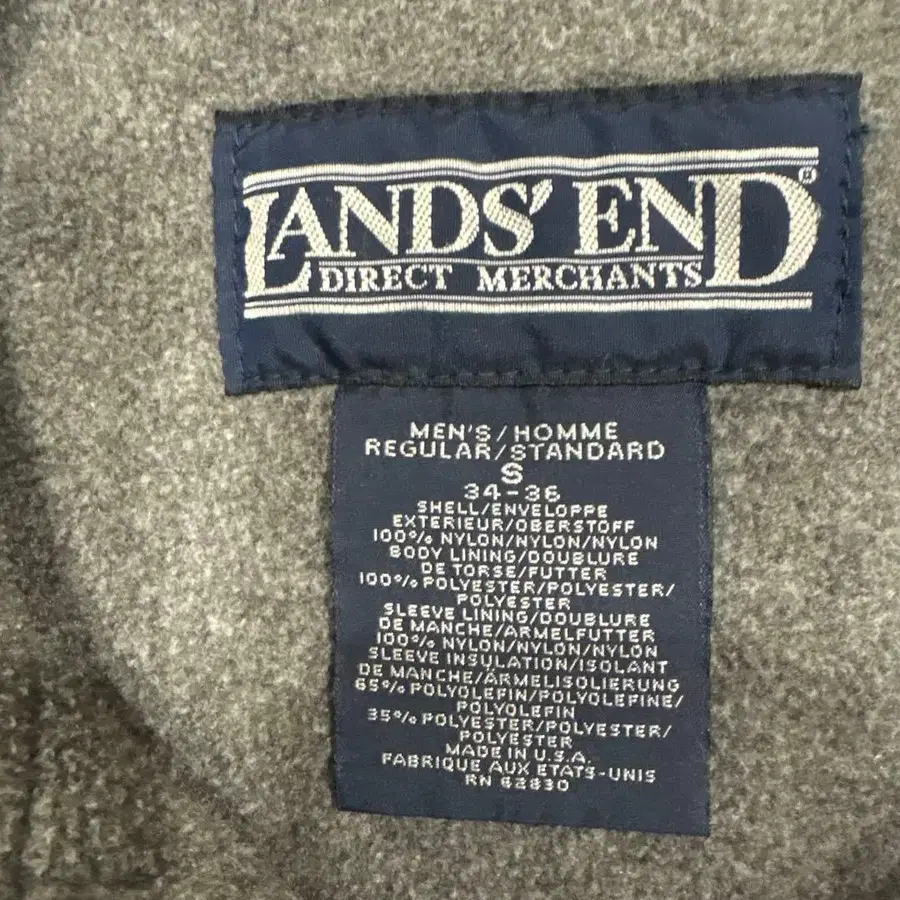 LANDS' END®
DIRECT MERCHANTS
MEN'S/HOMME
REGULAR/STANDARD
S
34-36
SHELL/ENVELOPPE
EXTERIEUR/OBERSTOFF
100% NYLON/NYLON/NYLON
BODY LINING/DOUBLURE
DE TORSE/FUTTER
100% POLYESTER/POLYESTER/
POLYESTER
SLEEVE LINING/DOUBLURE
DE MANCHE/ÄRMELFUTTER
100% NYLON/NYLON/NYLON
SLEEVE INSULATION/ISOLANT
DE MANCHE/ÄRMELISOLIERUNG
65% POLYOLEFIN/POLYOLEFINE/
POLYOLEFIN
35% POLYESTER/POLYESTER/
POLYESTER
MADE IN U.S.A.
FABRIQUE AUX ETATS-UNIS
RN 62830